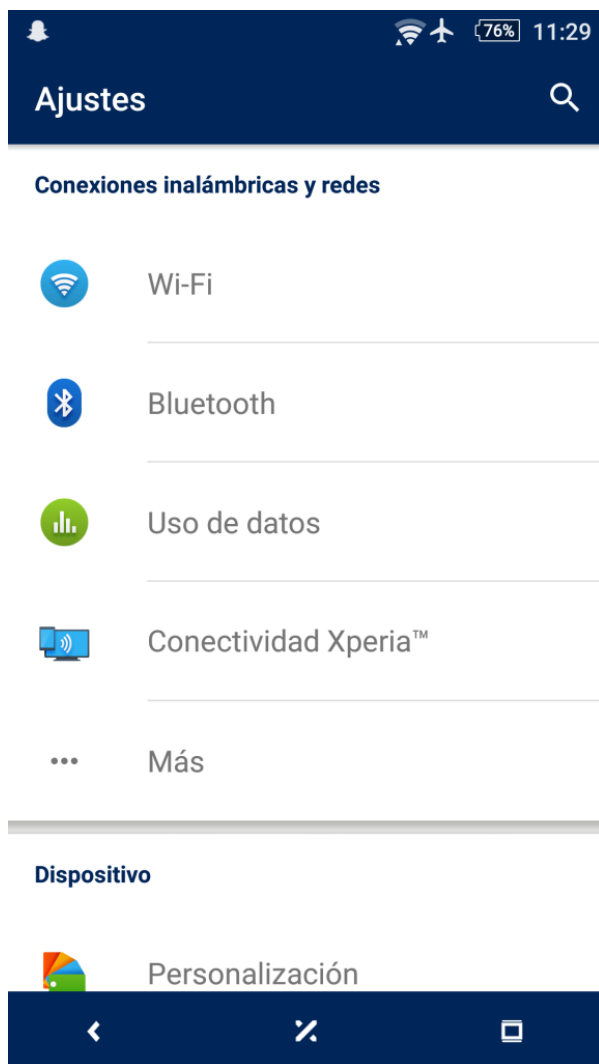 76% 11:29
Ajustes
Conexiones inalámbricas y redes
Wi-Fi
Bluetooth
Uso de datos
Conectividad Xperia™
Más
Dispositivo
Personalización